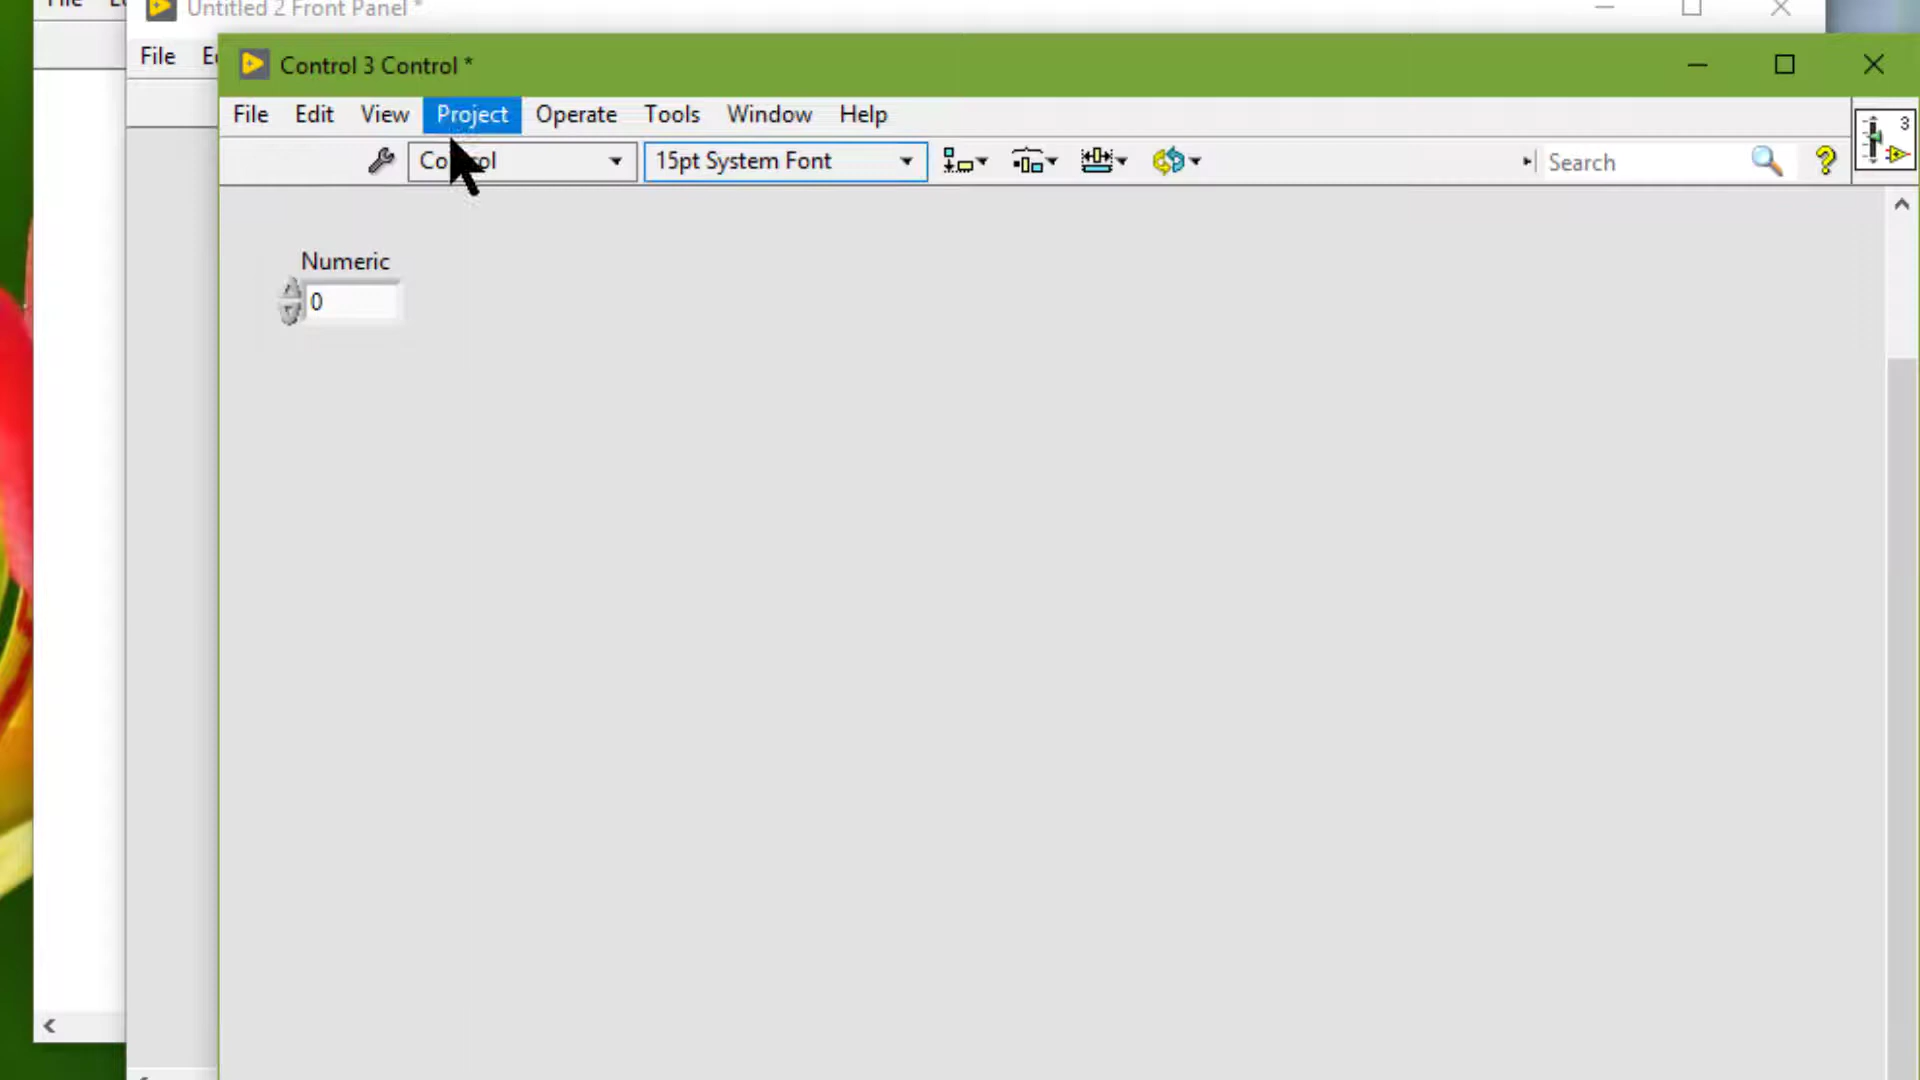 File
Untitled 2 Front Panel *
File
Control 3 Control *
File Edit View Project Operate Tools Window Help
15pt System Font
Search
3
Numeric
0